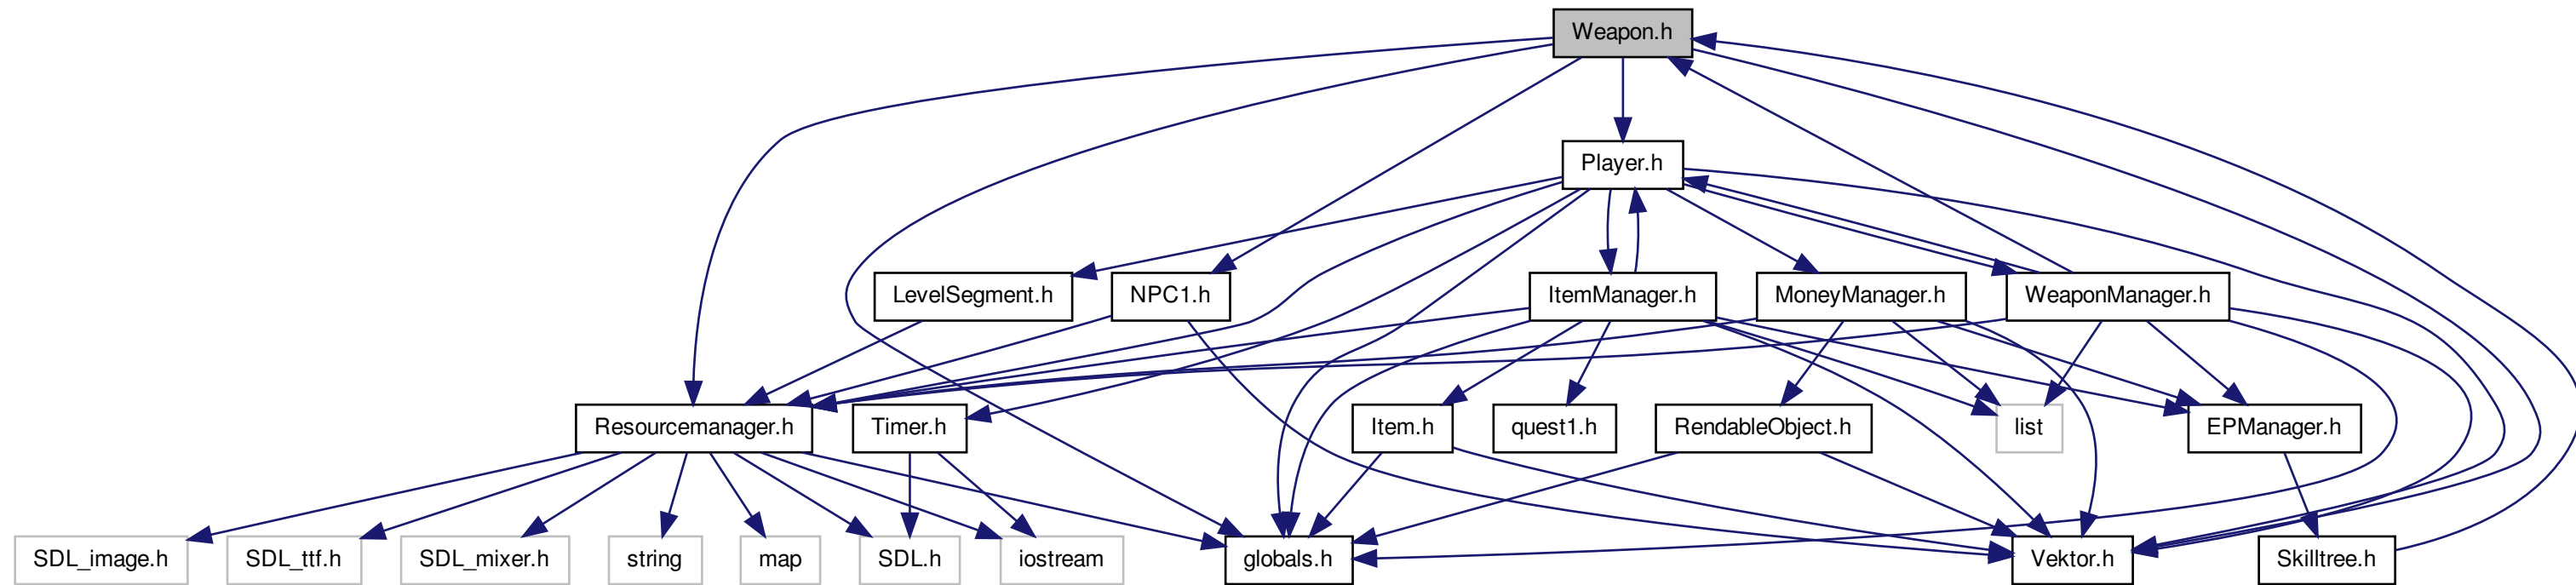 Weapon.h
Player.h
LevelSegment.h
NPC1.h
ItemManager.h
MoneyManager.h
WeaponManager.h
Resourcemanager.h
Timer.h
Item.h
quest1.h
RendableObject.h
list
EPManager.h
SDL_image.h
SDL_ttf.h
SDL_mixer.h
string
map
SDL.h
iostream
globals.h
Vektor.h
Skilltree.h